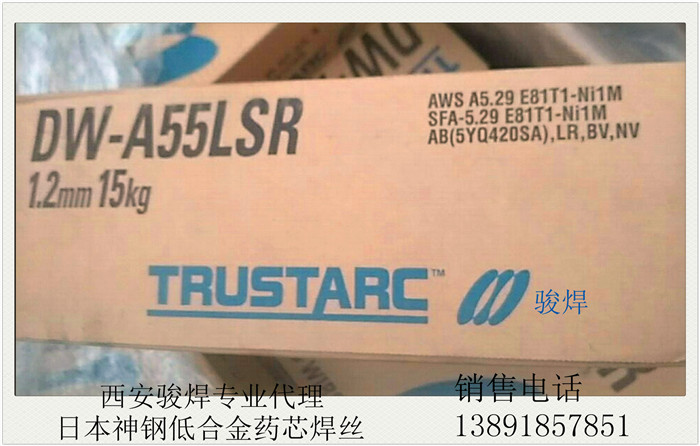 DW-A55LSR
1.2mm 15kg
AWS A5.29 E81T1-Ni1M
SFA-5.29 E81T1-Ni1M
AB(5YQ420SA),LR,BV,NV
TRUSTARC™
骏焊
西安骏焊专业代理
日本神钢低合金药芯焊丝
销售电话
13891857851